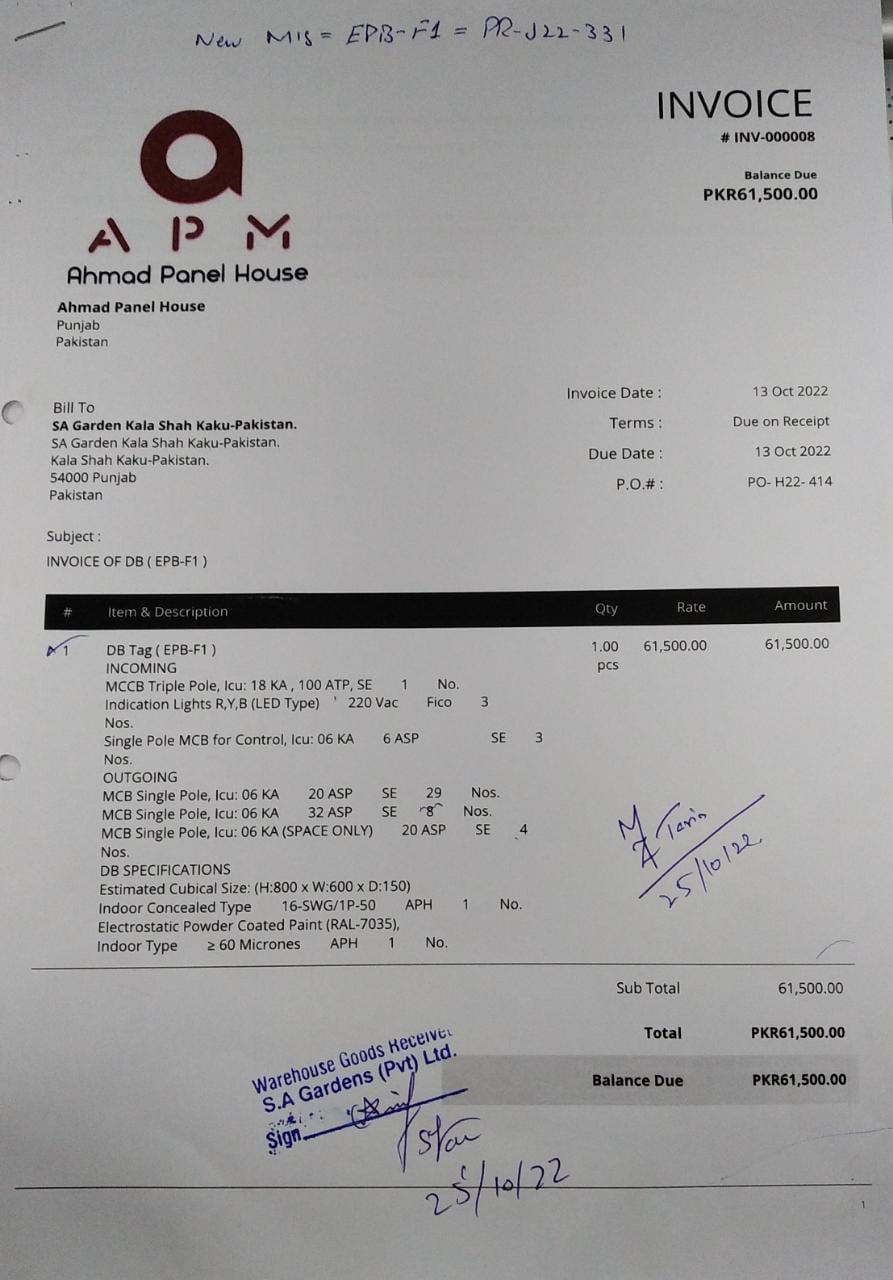 New MIS = EPB-F1 = PR-J22-331
INVOICE
# INV-000008
Balance Due
PKR61,500.00
A P M
Ahmad Panel House
Ahmad Panel House
Punjab
Pakistan
Bill To
SA Garden Kala Shah Kaku-Pakistan.
SA Garden Kala Shah Kaku-Pakistan.
Kala Shah Kaku-Pakistan.
54000 Punjab
Pakistan
Invoice Date : 13 Oct 2022
Terms : Due on Receipt
Due Date : 13 Oct 2022
P.O.# : PO- H22- 414
Subject :
INVOICE OF DB ( EPB-F1 )
# Item & Description Qty Rate Amount
1 DB Tag ( EPB-F1 ) 1.00 61,500.00 61,500.00
INCOMING pcs
MCCB Triple Pole, Icu: 18 KA , 100 ATP, SE 1 No.
Indication Lights R,Y,B (LED Type) ' 220 Vac Fico 3
Nos.
Single Pole MCB for Control, Icu: 06 KA 6 ASP SE 3
Nos.
OUTGOING
MCB Single Pole, Icu: 06 KA 20 ASP SE 29 Nos.
MCB Single Pole, Icu: 06 KA 32 ASP SE 8 Nos.
MCB Single Pole, Icu: 06 KA (SPACE ONLY) 20 ASP SE 4
Nos.
DB SPECIFICATIONS
Estimated Cubical Size: (H:800 x W:600 x D:150)
Indoor Concealed Type 16-SWG/1P-50 APH 1 No.
Electrostatic Powder Coated Paint (RAL-7035),
Indoor Type ≥ 60 Micrones APH 1 No.
25/10/22
Sub Total 61,500.00
Total PKR61,500.00
Balance Due PKR61,500.00
Warehouse Goods Receive
S.A Gardens (Pvt) Ltd.
Sign
25/10/22
1